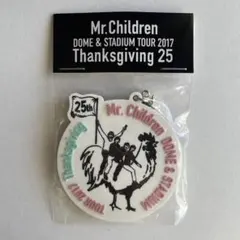 Mr.Children
DOME & STADIUM TOUR 2017
Thanksgiving 25
25th
Mr. Children DOME & STADIUM
TOUR 2017 Thanksgiving